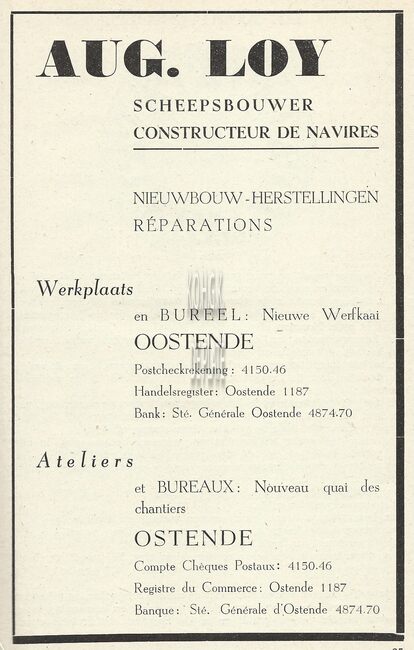 AUG. LOY
SCHEEPSBOUWER
CONSTRUCTEUR DE NAVIRES
NIEUWBOUW-HERSTELLINGEN
RÉPARATIONS
Werkplaats
en BUREEL: Nieuwe Werfkaai
OOSTENDE
Postcheckrekening: 4150.46
Handelsregister: Oostende 1187
Bank: Sté. Générale Oostende 4874.70
Ateliers
et BUREAUX: Nouveau quai des
chantiers
OSTENDE
Compte Chèques Postaux: 4150.46
Registre du Commerce: Ostende 1187
Banque: Sté. Générale d'Ostende 4874.70